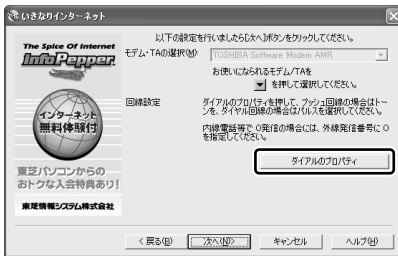 いきなりインターネット
The Spice Of Internet
InfoPepper
インターネット
無料体験付
東芝パソコンからの
おトクな入会特典あり!
東芝情報システム株式会社
以下の設定を行いましたら[次へ]ボタンをクリックしてください。
モデム・TAの選択(M): TOSHIBA Software Modem AMR
お使いになられるモデム/TAを
を押して選択してください。
回線設定 ダイアルのプロパティを押して、プッシュ回線の場合はトー
ンを、ダイヤル回線の場合はパルスを選択してください。
内線電話等で 0発信の場合には、外線発信番号に 0
を指定してください。
ダイアルのプロパティ
< 戻る(B) 次へ(N)> キャンセル ヘルプ(H)